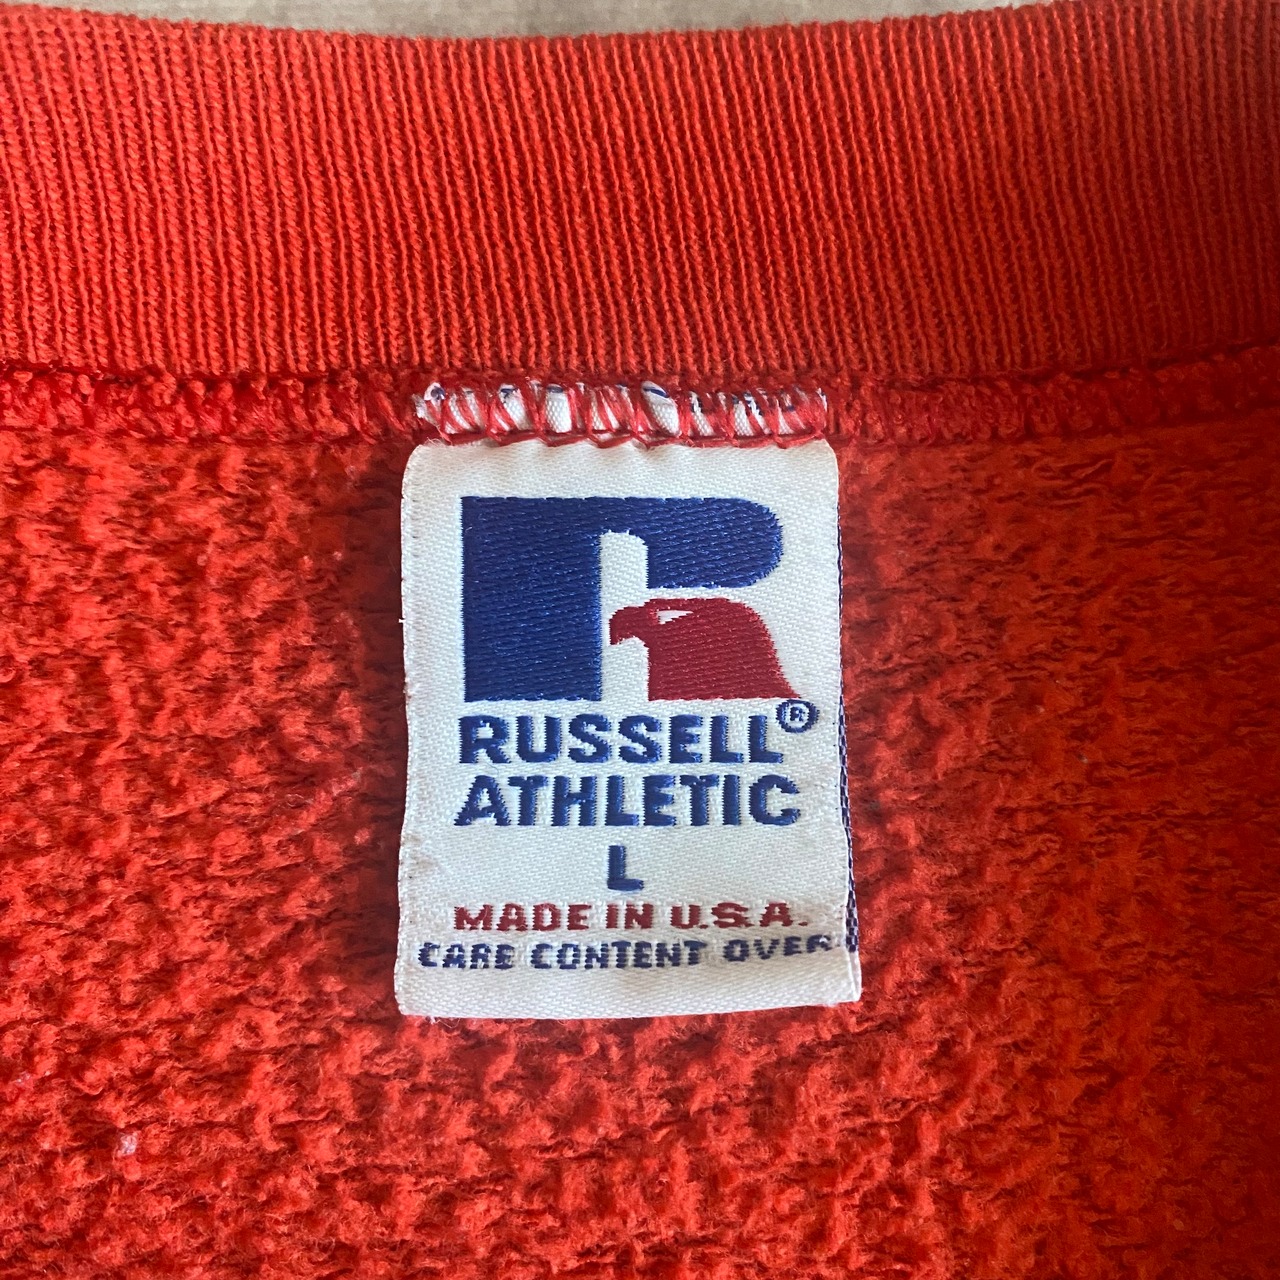 RUSSELL®
ATHLETIC
L
MADE IN U.S.A.
CARE CONTENT OVER